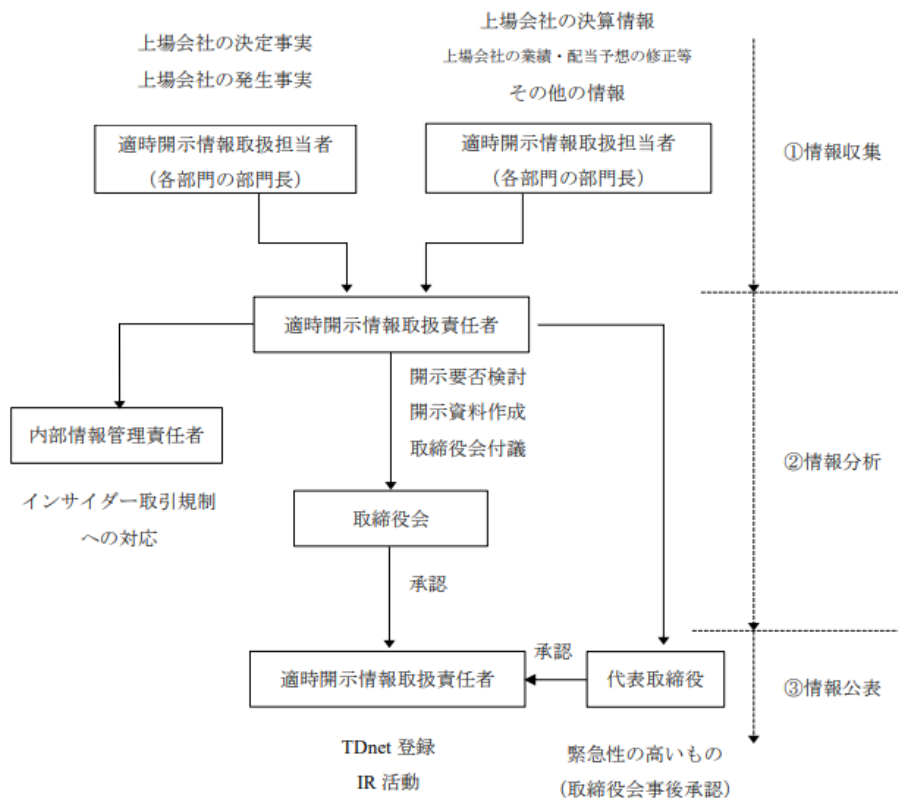 上場会社の決定事実
上場会社の発生事実
上場会社の決算情報
上場会社の業績・配当予想の修正等
その他の情報
適時開示情報取扱担当者
（各部門の部門長）
適時開示情報取扱担当者
（各部門の部門長）
①情報収集
適時開示情報取扱責任者
開示要否検討
開示資料作成
取締役会付議
内部情報管理責任者
インサイダー取引規制
への対応
②情報分析
取締役会
承認
適時開示情報取扱責任者
承認
代表取締役
③情報公表
TDnet 登録
IR 活動
緊急性の高いもの
（取締役会事後承認）